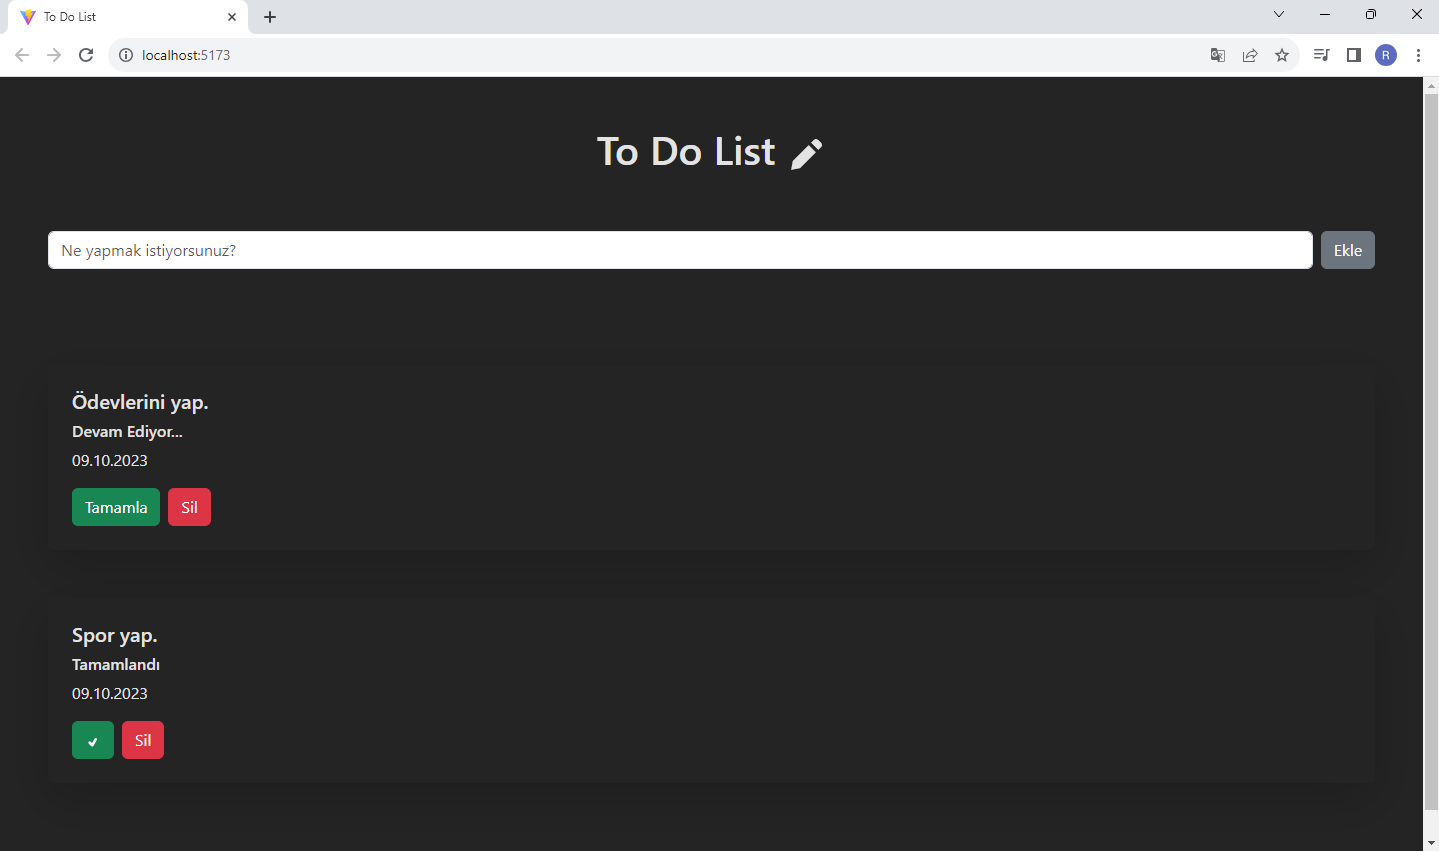 To Do List
localhost:5173
R
To Do List
Ne yapmak istiyorsunuz?
Ekle
Ödevlerini yap.
Devam Ediyor...
09.10.2023
Tamamla Sil
Spor yap.
Tamamlandı
09.10.2023
Sil